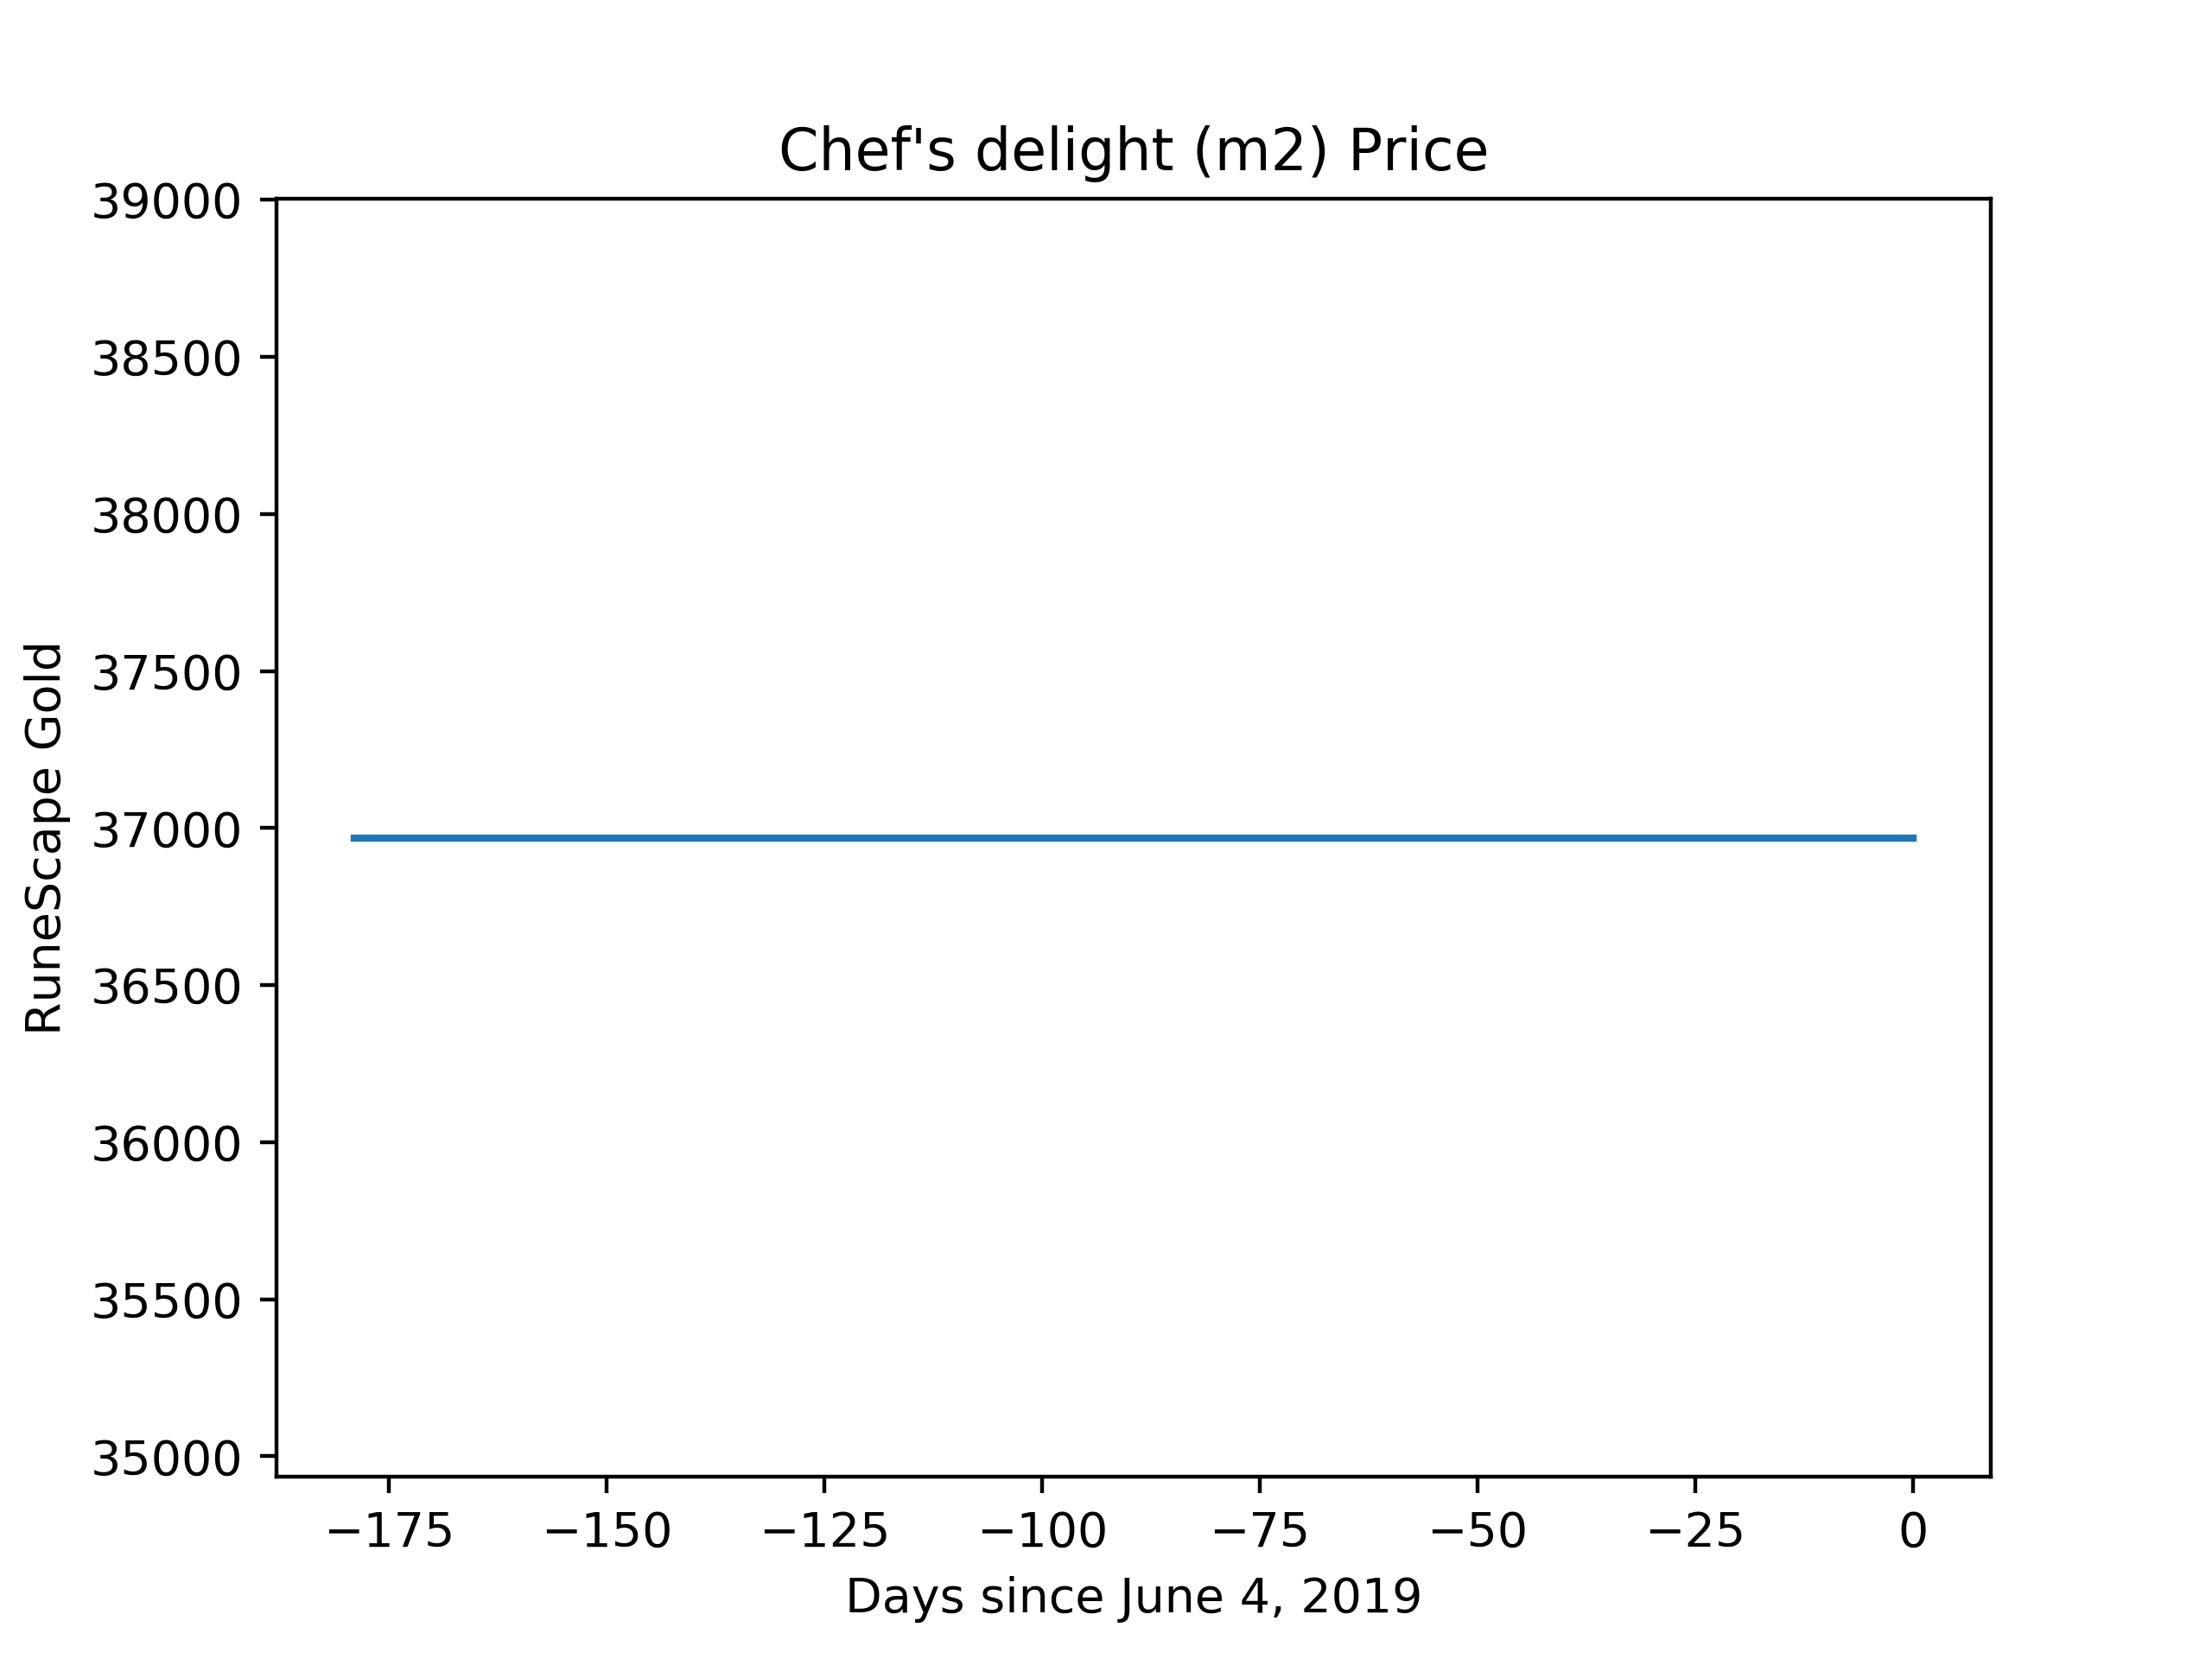 Chef's delight (m2) Price
39000
38500
38000
37500
37000
36500
36000
35500
35000
RuneScape Gold
−175 −150 −125 −100 −75 −50 −25 0
Days since June 4, 2019